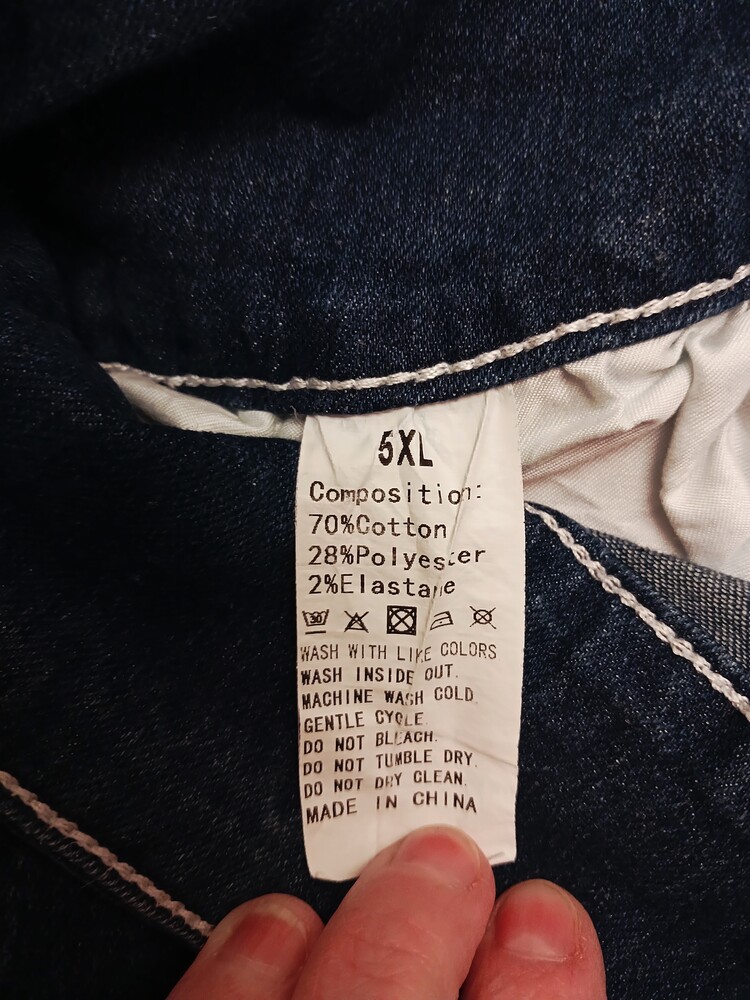 5XL
Composition:
70%Cotton
28%Polyester
2%Elastane
30
WASH WITH LIKE COLORS
WASH INSIDE OUT.
MACHINE WASH COLD.
GENTLE CYCLE.
DO NOT BLEACH.
DO NOT TUMBLE DRY.
DO NOT DRY CLEAN.
MADE IN CHINA